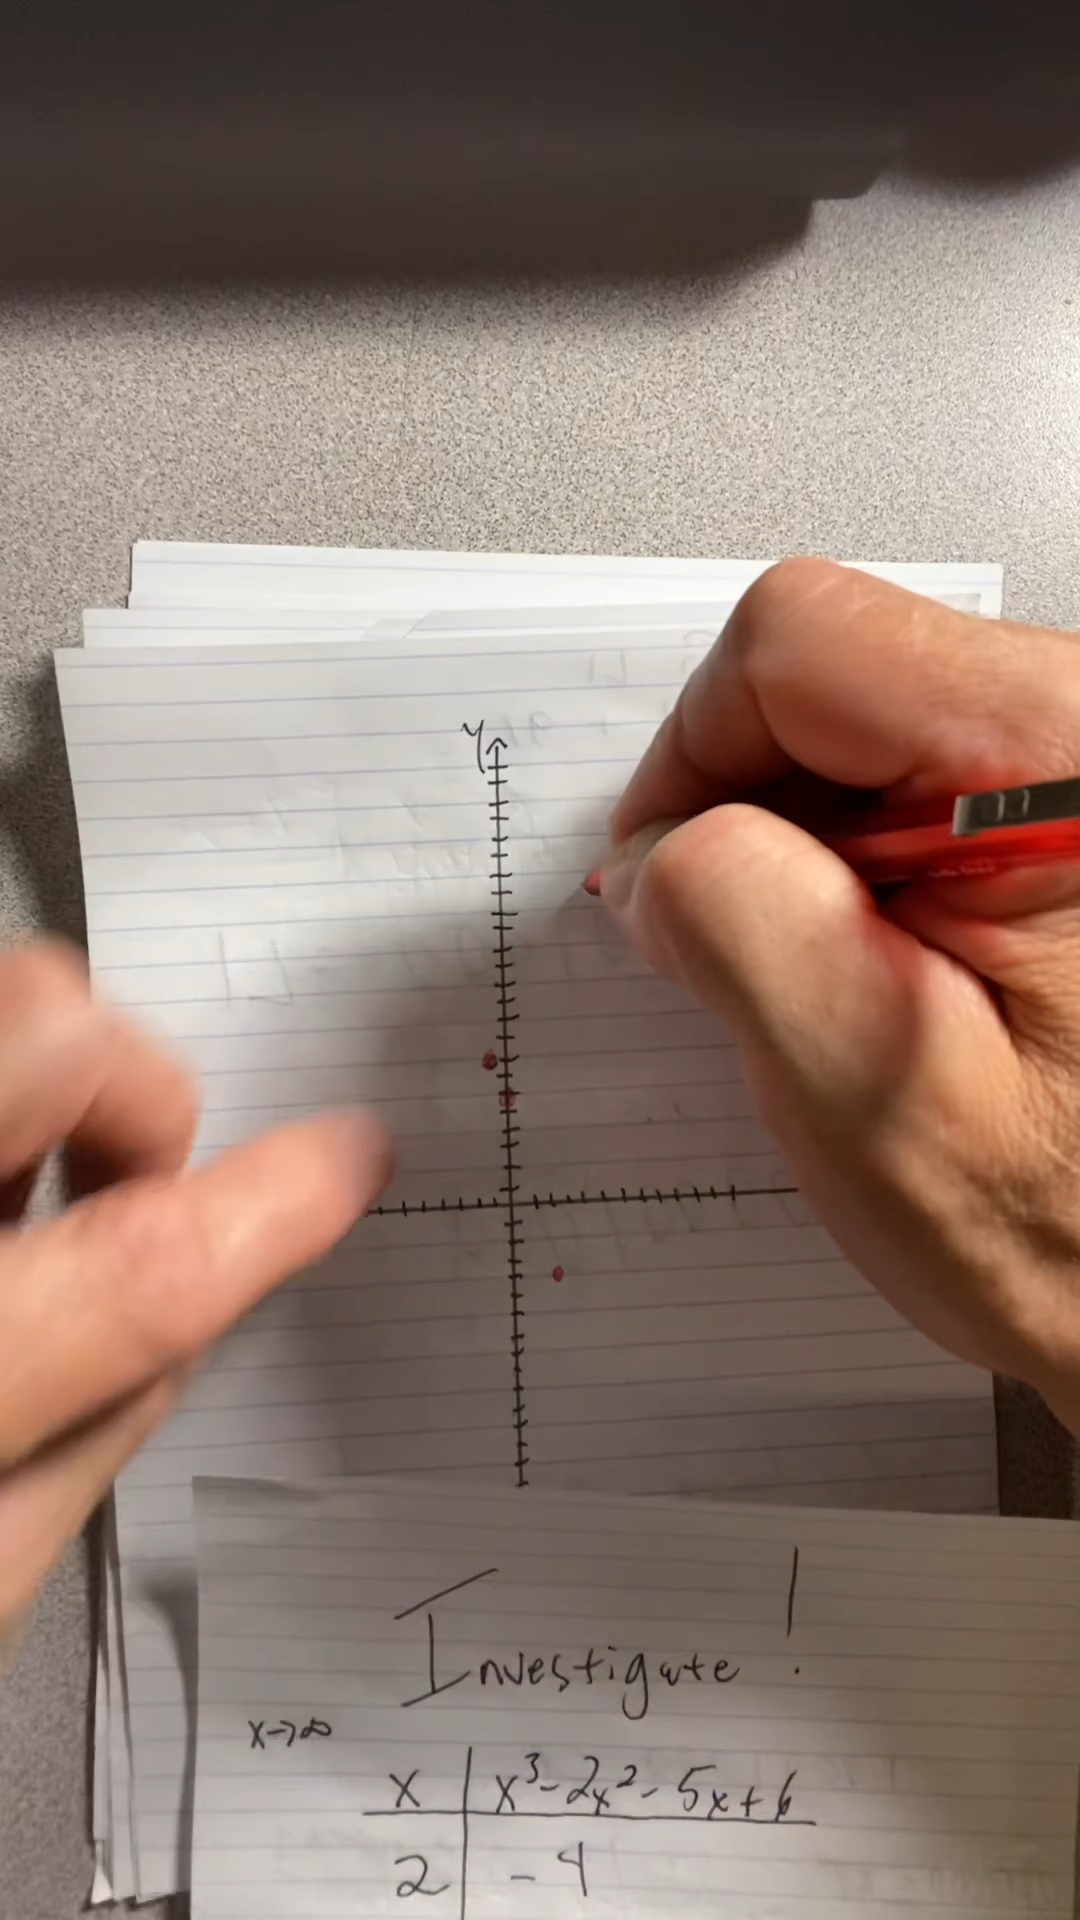 y
Investigate !
x→∞
x | x³-2x²-5x+6
2 | -4